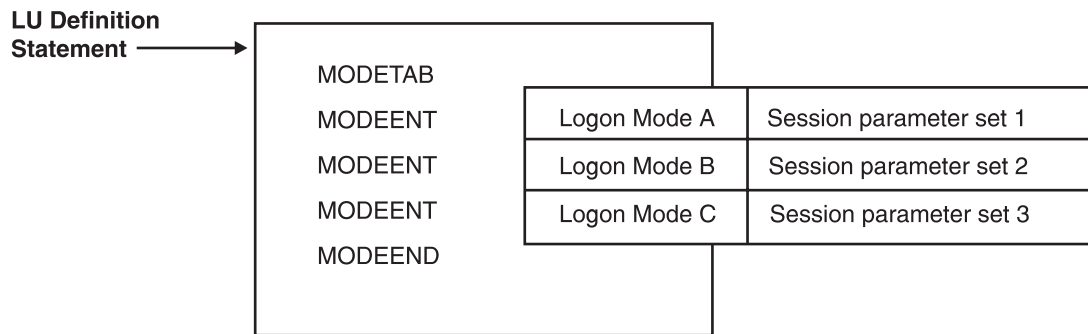 LU Definition
Statement
MODETAB
MODEENT Logon Mode A Session parameter set 1
MODEENT Logon Mode B Session parameter set 2
MODEENT Logon Mode C Session parameter set 3
MODEEND